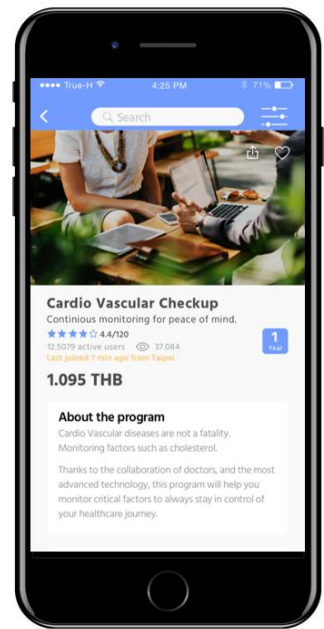 True-H 4:25 PM 71%
Search
Cardio Vascular Checkup
Continious monitoring for peace of mind.
4.4/120
1
Year
12.5079 active users 37.084
Last joined 7 min ago from Taipei
1.095 THB
About the program
Cardio Vascular diseases are not a fatality.
Monitoring factors such as cholesterol.
Thanks to the collaboration of doctors, and the most
advanced technology, this program will help you
monitor critical factors to always stay in control of
your healthcare journey.